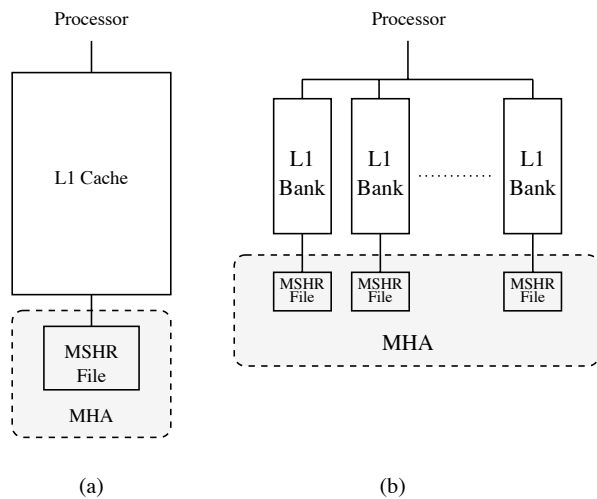 Processor
L1 Cache
MSHR
File
MHA
(a)
Processor
L1
Bank
L1
Bank
L1
Bank
MSHR
File
MSHR
File
MSHR
File
MHA
(b)